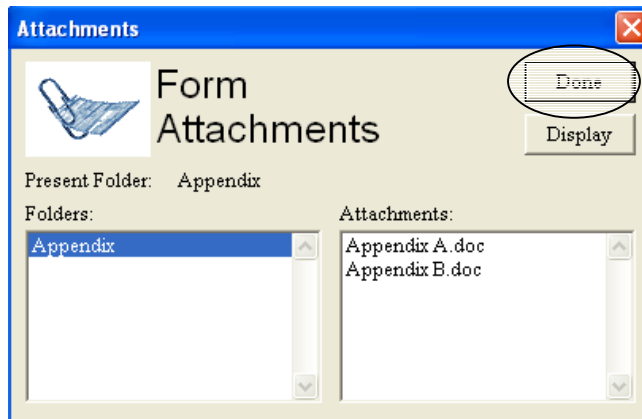 Attachments
Form
Attachments
Done
Display
Present Folder: Appendix
Folders:
Attachments:
Appendix
Appendix A.doc
Appendix B.doc